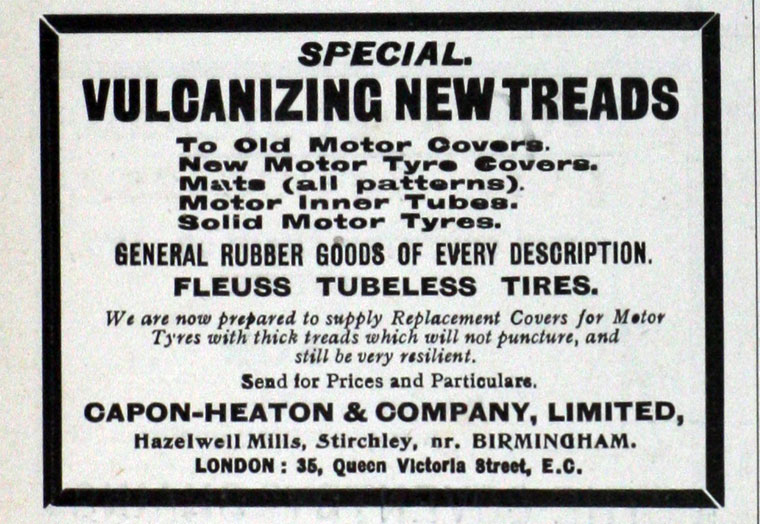 SPECIAL.
VULCANIZING NEW TREADS
To Old Motor Covers.
New Motor Tyre Covers.
Mats (all patterns).
Motor Inner Tubes.
Solid Motor Tyres.
GENERAL RUBBER GOODS OF EVERY DESCRIPTION.
FLEUSS TUBELESS TIRES.
We are now prepared to supply Replacement Covers for Motor
Tyres with thick treads which will not puncture, and
still be very resilient.
Send for Prices and Particulars.
CAPON-HEATON & COMPANY, LIMITED,
Hazelwell Mills, Stirchley, nr. BIRMINGHAM.
LONDON : 35, Queen Victoria Street, E.C.